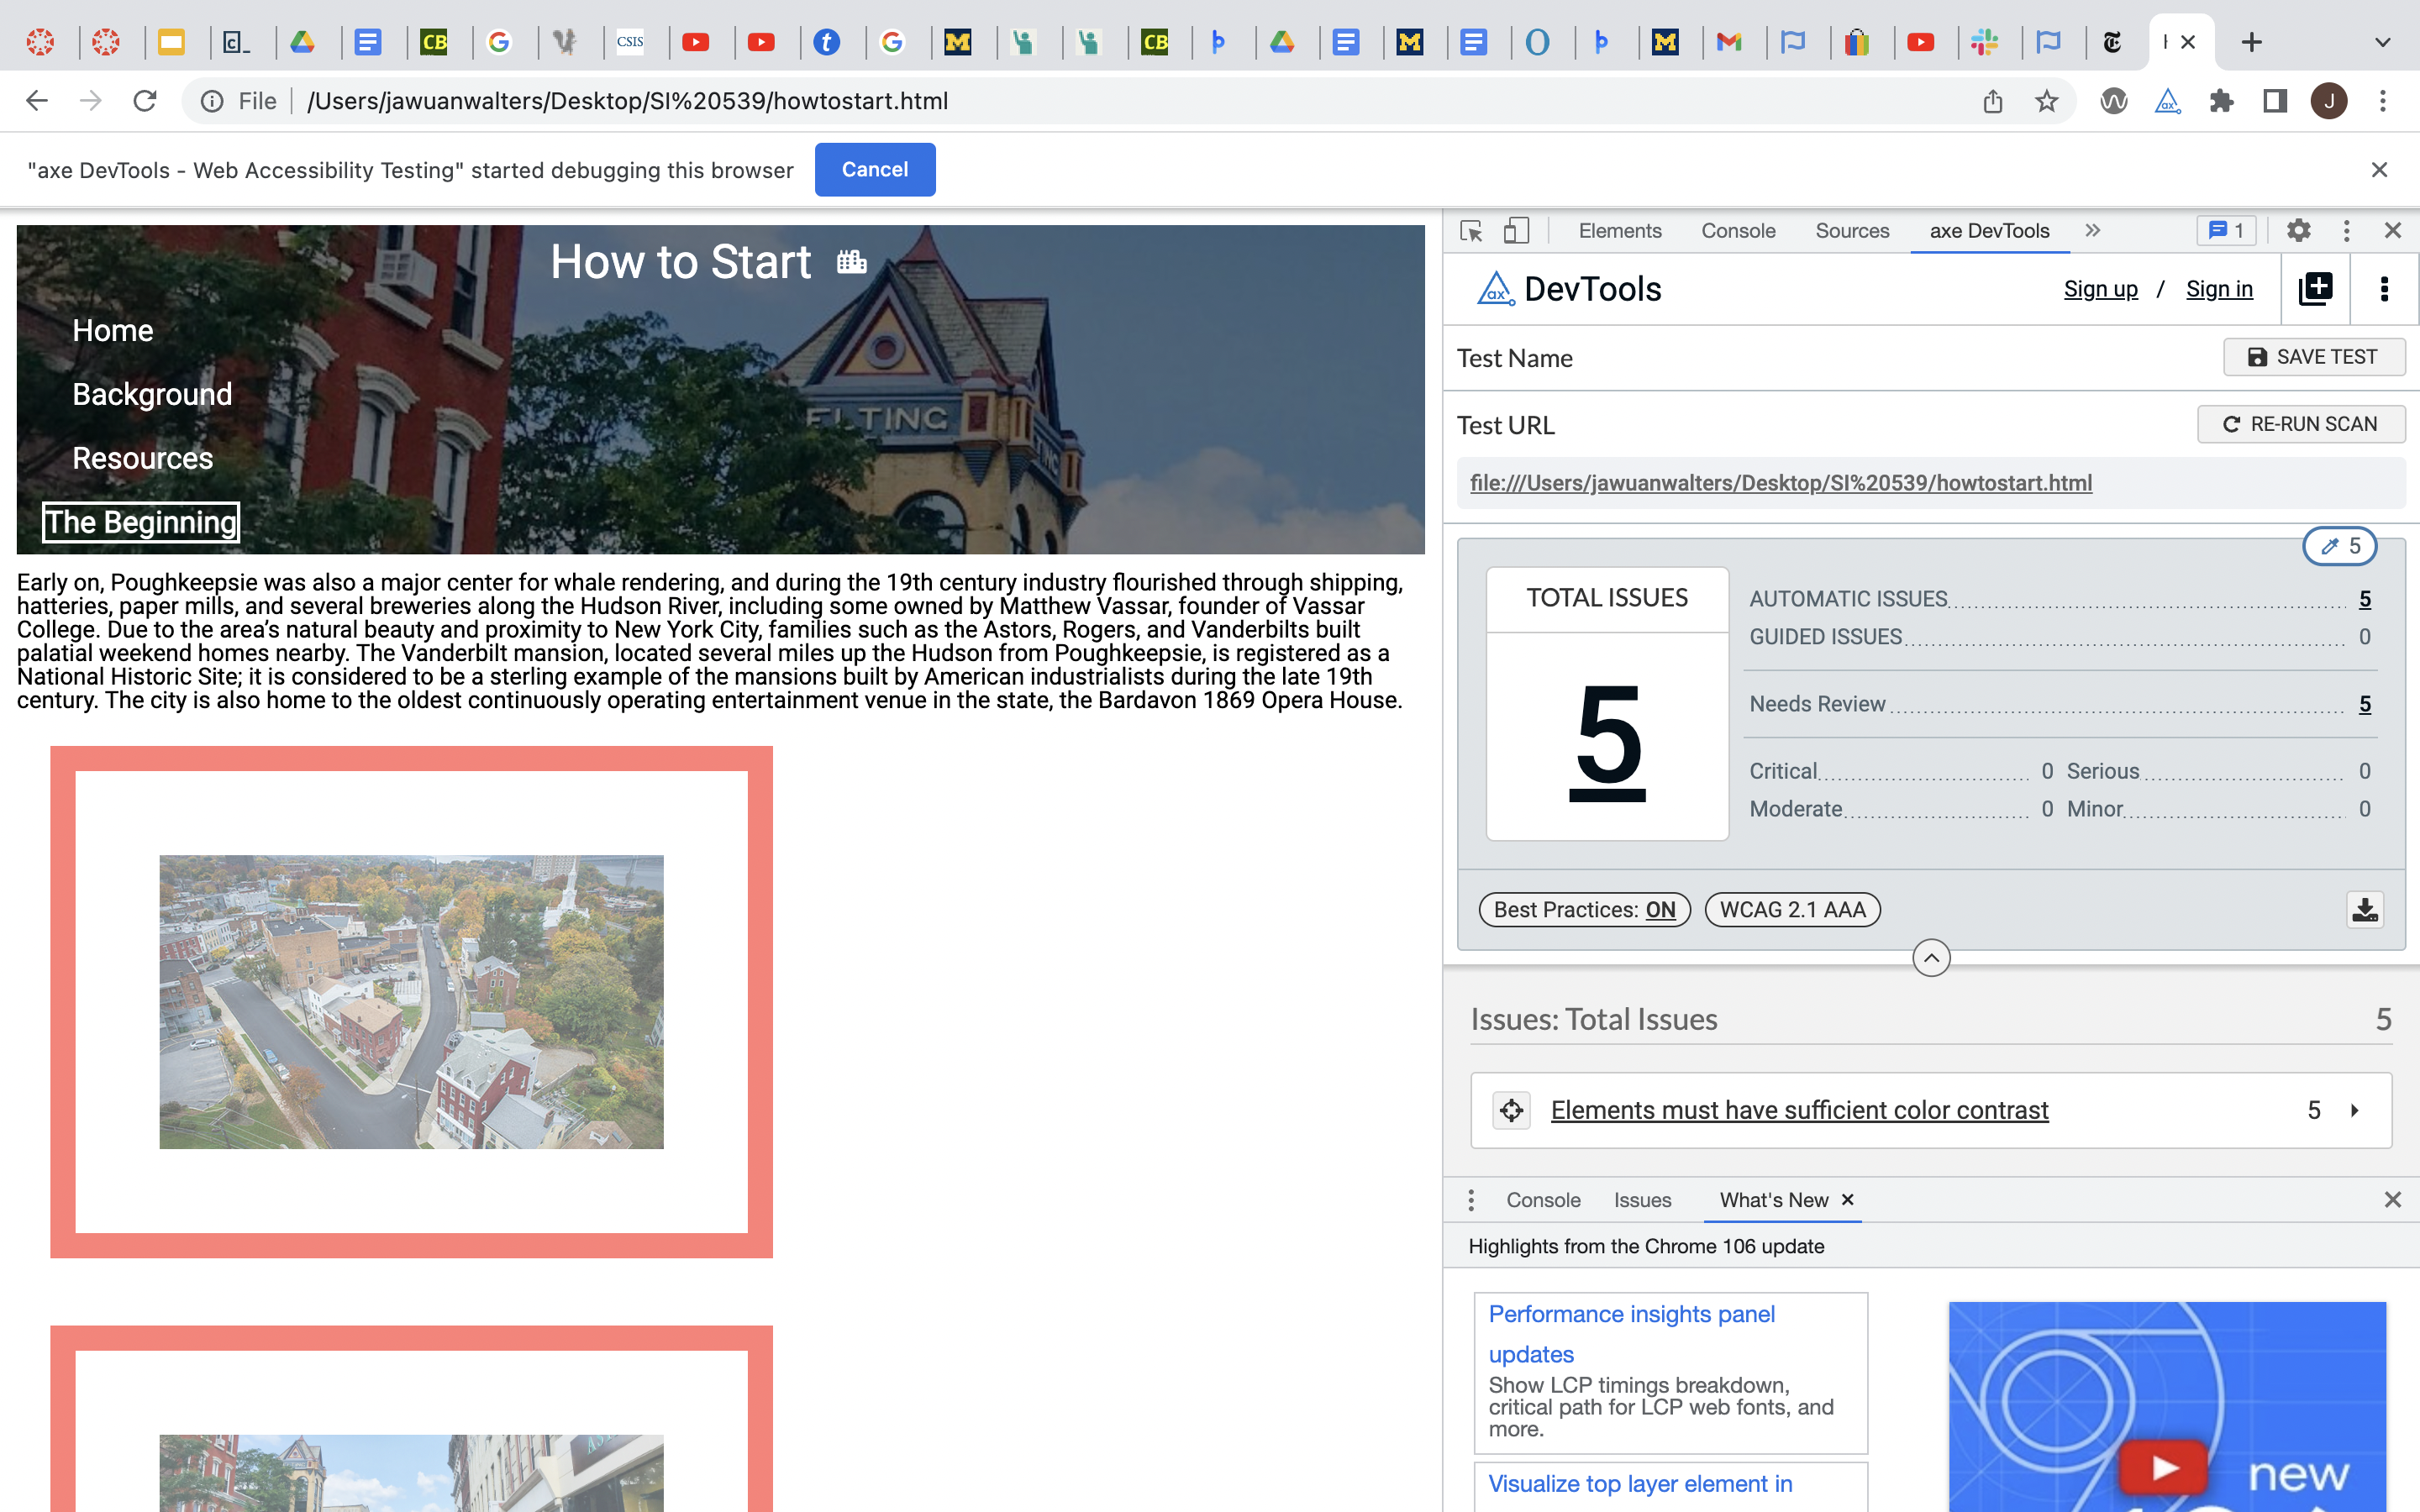 CB
CSIS
CB
File
/Users/jawuanwalters/Desktop/SI%20539/howtostart.html
J
"axe DevTools - Web Accessibility Testing" started debugging this browser
Cancel
How to Start
Home
Background
Resources
The Beginning
ELTING
Early on, Poughkeepsie was also a major center for whale rendering, and during the 19th century industry flourished through shipping,
hatteries, paper mills, and several breweries along the Hudson River, including some owned by Matthew Vassar, founder of Vassar
College. Due to the area’s natural beauty and proximity to New York City, families such as the Astors, Rogers, and Vanderbilts built
palatial weekend homes nearby. The Vanderbilt mansion, located several miles up the Hudson from Poughkeepsie, is registered as a
National Historic Site; it is considered to be a sterling example of the mansions built by American industrialists during the late 19th
century. The city is also home to the oldest continuously operating entertainment venue in the state, the Bardavon 1869 Opera House.
Elements
Console
Sources
axe DevTools
1
ax DevTools
Sign up / Sign in
Test Name
SAVE TEST
Test URL
RE-RUN SCAN
file:///Users/jawuanwalters/Desktop/SI%20539/howtostart.html
5
TOTAL ISSUES
5
AUTOMATIC ISSUES 5
GUIDED ISSUES 0
Needs Review 5
Critical 0 Serious 0
Moderate 0 Minor 0
Best Practices: ON
WCAG 2.1 AAA
Issues: Total Issues 5
Elements must have sufficient color contrast 5
Console
Issues
What's New
Highlights from the Chrome 106 update
Performance insights panel
updates
Show LCP timings breakdown,
critical path for LCP web fonts, and
more.
Visualize top layer element in
new